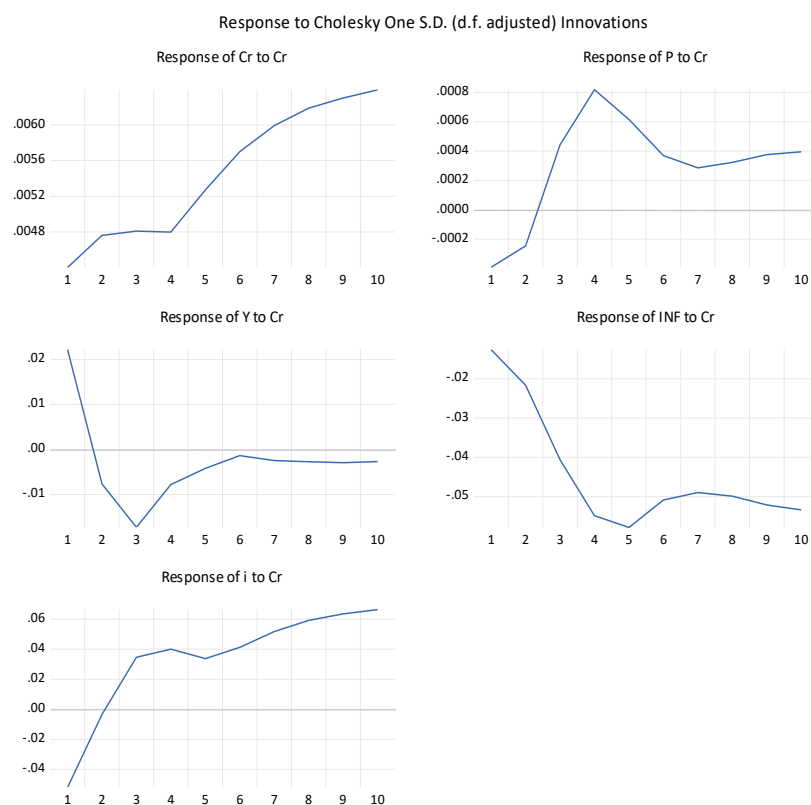 Response to Cholesky One S.D. (d.f. adjusted) Innovations
Response of Cr to Cr
.0060
.0056
.0052
.0048
1 2 3 4 5 6 7 8 9 10
Response of P to Cr
.0008
.0006
.0004
.0002
.0000
-.0002
1 2 3 4 5 6 7 8 9 10
Response of Y to Cr
.02
.01
.00
-.01
1 2 3 4 5 6 7 8 9 10
Response of INF to Cr
-.02
-.03
-.04
-.05
1 2 3 4 5 6 7 8 9 10
Response of i to Cr
.06
.04
.02
.00
-.02
-.04
1 2 3 4 5 6 7 8 9 10